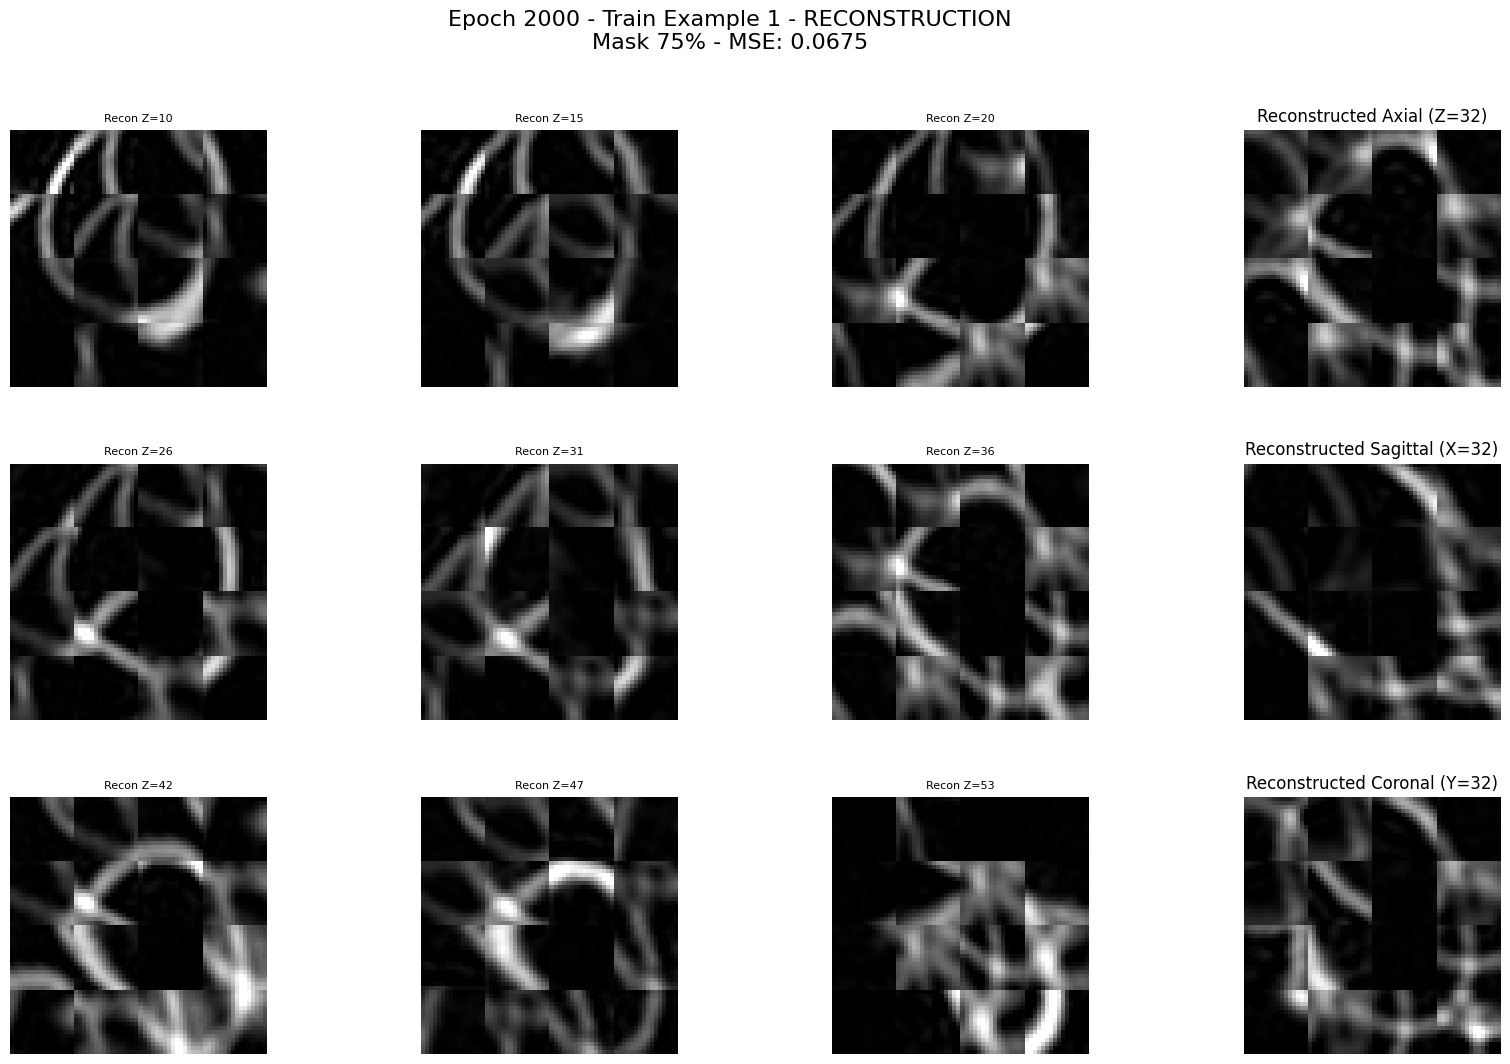 Epoch 2000 - Train Example 1 - RECONSTRUCTION
Mask 75% - MSE: 0.0675
Recon Z=10
Recon Z=15
Recon Z=20
Reconstructed Axial (Z=32)
Recon Z=26
Recon Z=31
Recon Z=36
Reconstructed Sagittal (X=32)
Recon Z=42
Recon Z=47
Recon Z=53
Reconstructed Coronal (Y=32)